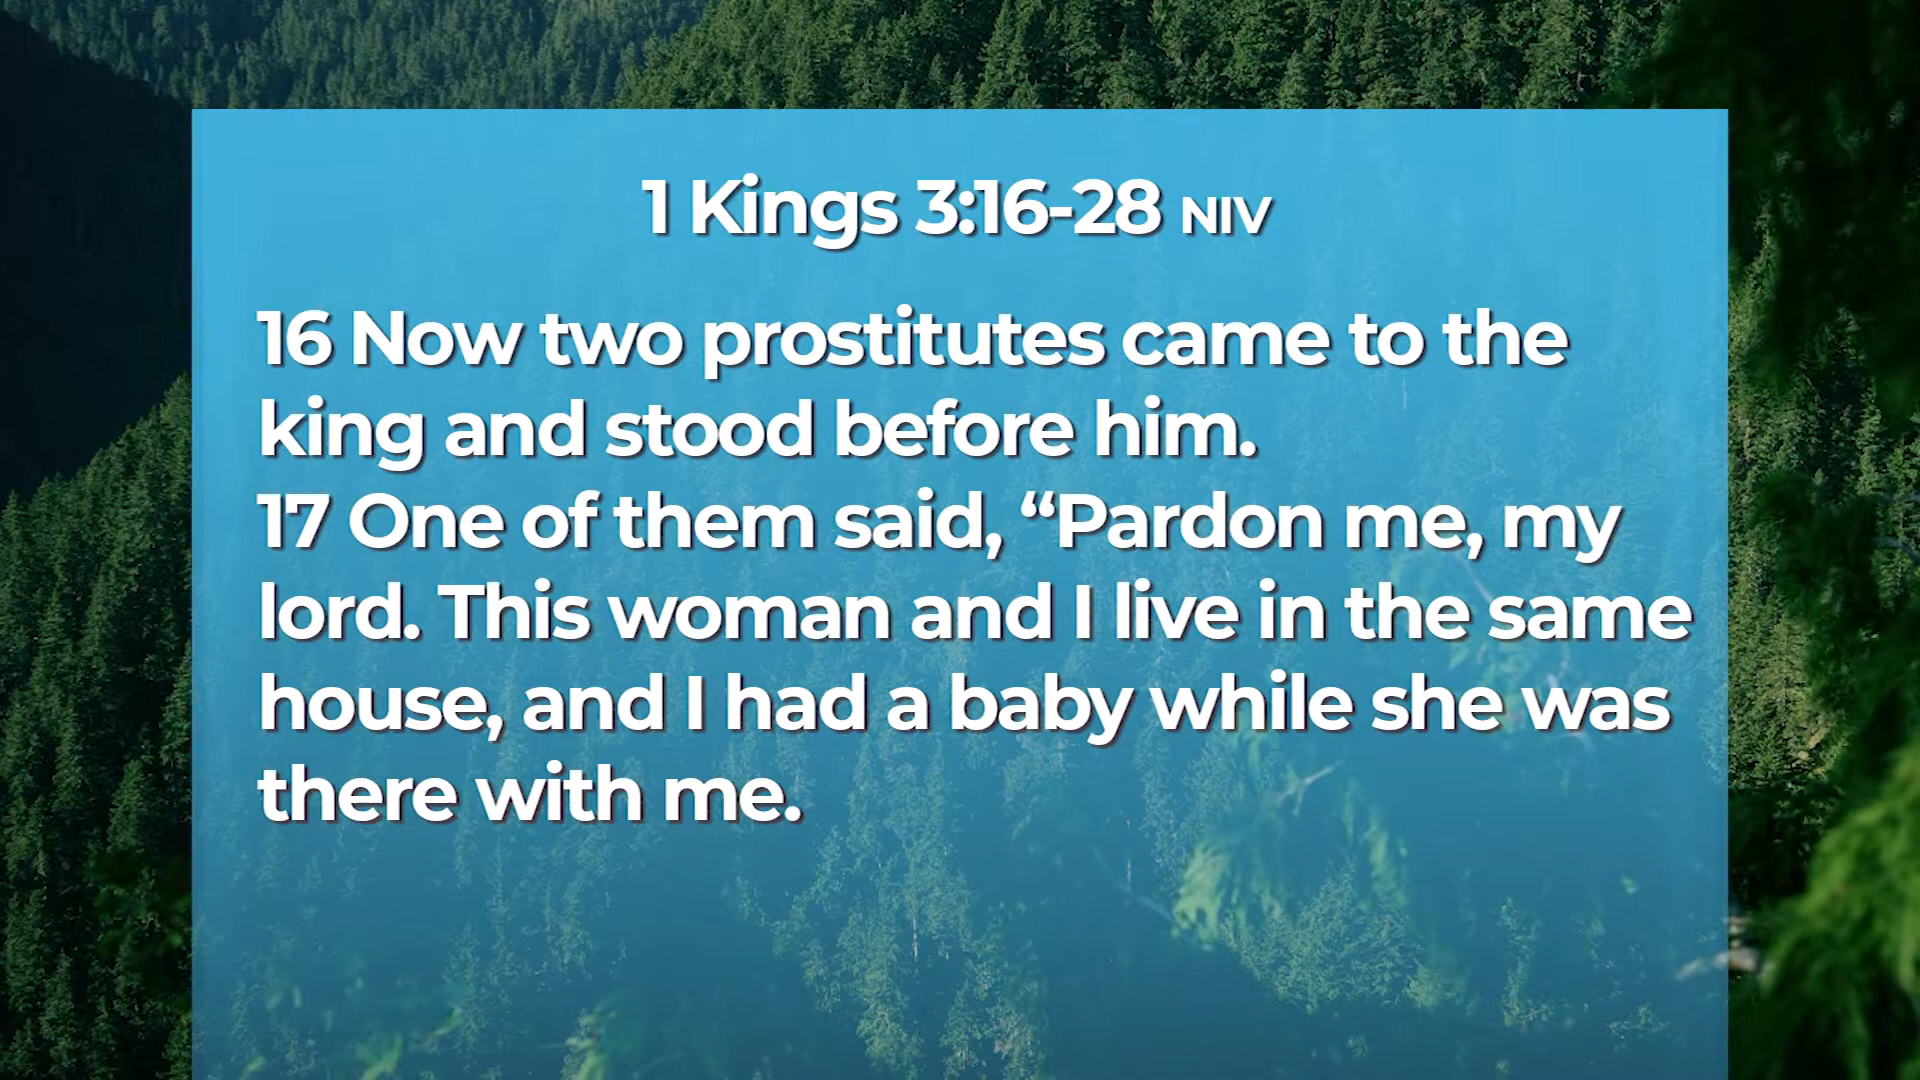 1 Kings 3:16-28 NIV
16 Now two prostitutes came to the
king and stood before him.
17 One of them said, “Pardon me, my
lord. This woman and I live in the same
house, and I had a baby while she was
there with me.